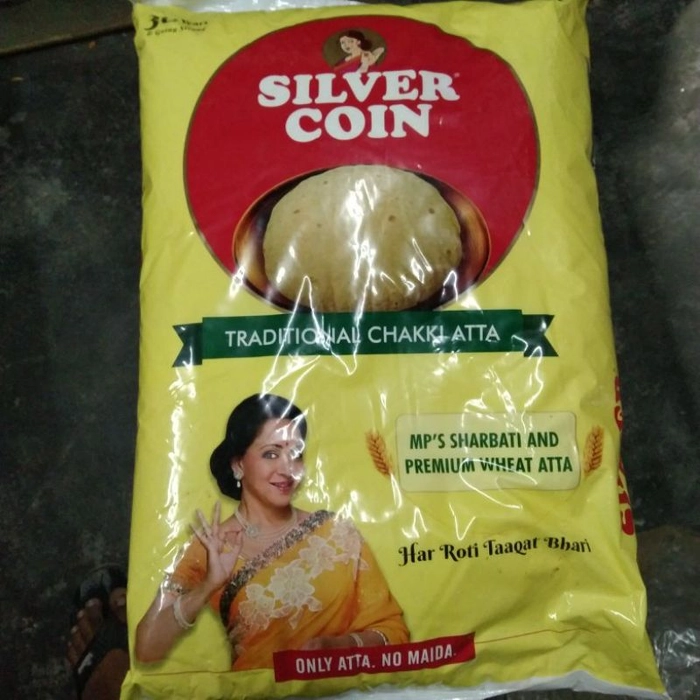 SILVER
COIN
TRADITIONAL CHAKKI ATTA
MP'S SHARBATI AND
PREMIUM WHEAT ATTA
Har Roti Taaqat Bhari
ONLY ATTA. NO MAIDA.